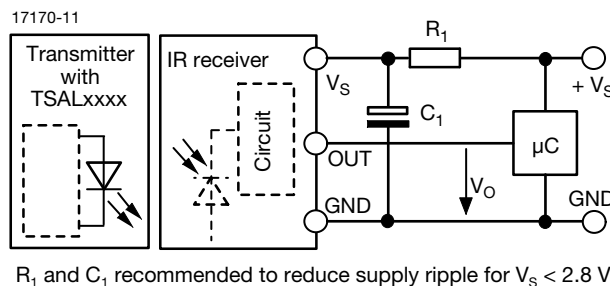 17170-11
Transmitter
with
TSALxxxx
IR receiver
Circuit
VS
OUT
GND
R1
C1
VO
µC
+ VS
GND
R1 and C1 recommended to reduce supply ripple for VS < 2.8 V